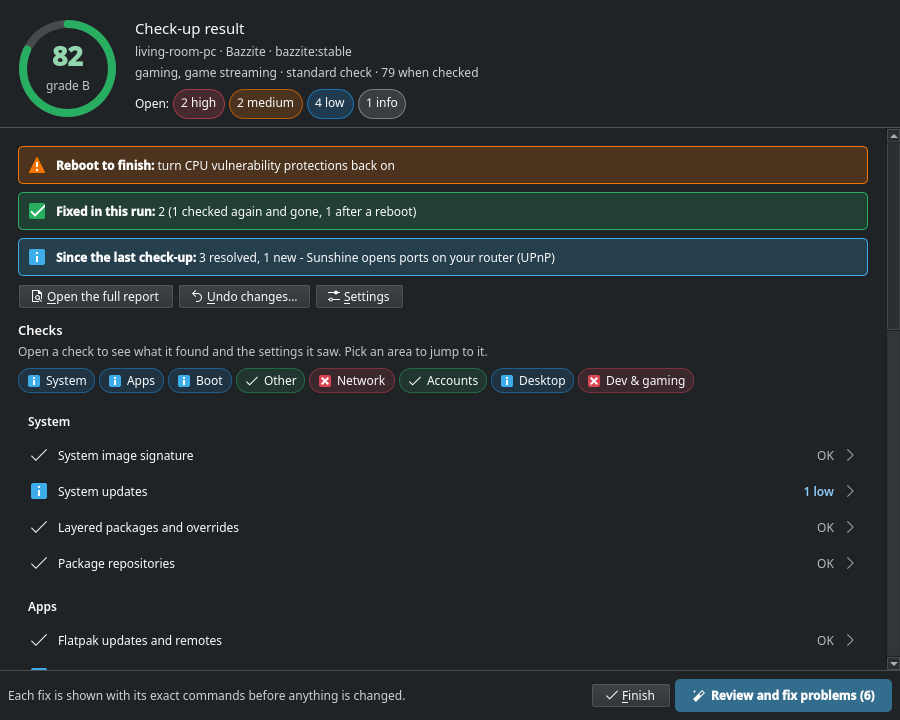 82
grade B
Check-up result
living-room-pc · Bazzite · bazzite:stable
gaming, game streaming · standard check · 79 when checked
Open: 2 high 2 medium 4 low 1 info
Reboot to finish: turn CPU vulnerability protections back on
Fixed in this run: 2 (1 checked again and gone, 1 after a reboot)
Since the last check-up: 3 resolved, 1 new - Sunshine opens ports on your router (UPnP)
Open the full report Undo changes... Settings
Checks
Open a check to see what it found and the settings it saw. Pick an area to jump to it.
System Apps Boot Other Network Accounts Desktop Dev & gaming
System
System image signature OK
System updates 1 low
Layered packages and overrides OK
Package repositories OK
Apps
Flatpak updates and remotes OK
Each fix is shown with its exact commands before anything is changed. Finish Review and fix problems (6)